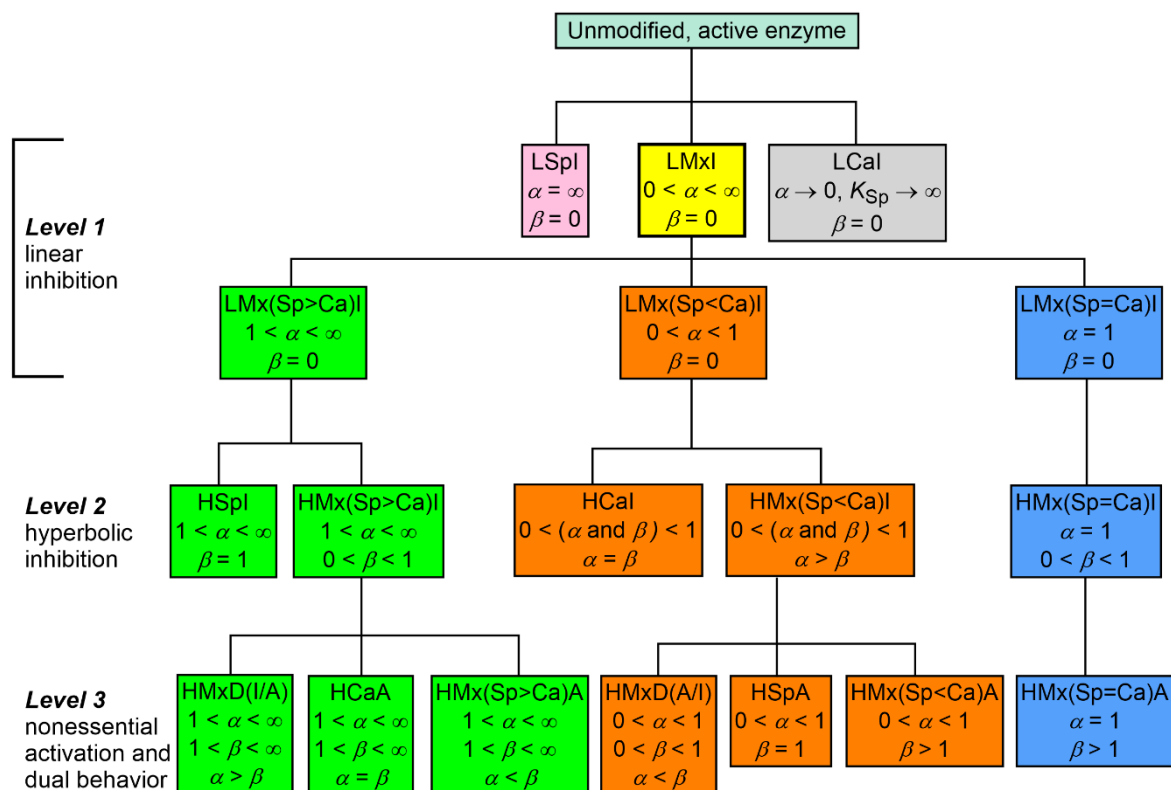 Unmodified, active enzyme
Level 1
linear
inhibition
LSpI
α = ∞
β = 0
LMxI
0 < α < ∞
β = 0
LCaI
α → 0, KSp → ∞
β = 0
LMx(Sp>Ca)I
1 < α < ∞
β = 0
LMx(Sp<Ca)I
0 < α < 1
β = 0
LMx(Sp=Ca)I
α = 1
β = 0
Level 2
hyperbolic
inhibition
HSpI
1 < α < ∞
β = 1
HMx(Sp>Ca)I
1 < α < ∞
0 < β < 1
HCaI
0 < (α and β) < 1
α = β
HMx(Sp<Ca)I
0 < (α and β) < 1
α > β
HMx(Sp=Ca)I
α = 1
0 < β < 1
Level 3
nonessential
activation and
dual behavior
HMxD(I/A)
1 < α < ∞
1 < β < ∞
α > β
HCaA
1 < α < ∞
1 < β < ∞
α = β
HMx(Sp>Ca)A
1 < α < ∞
1 < β < ∞
α < β
HMxD(A/I)
0 < α < 1
0 < β < 1
α < β
HSpA
0 < α < 1
β = 1
HMx(Sp<Ca)A
0 < α < 1
β > 1
HMx(Sp=Ca)A
α = 1
β > 1